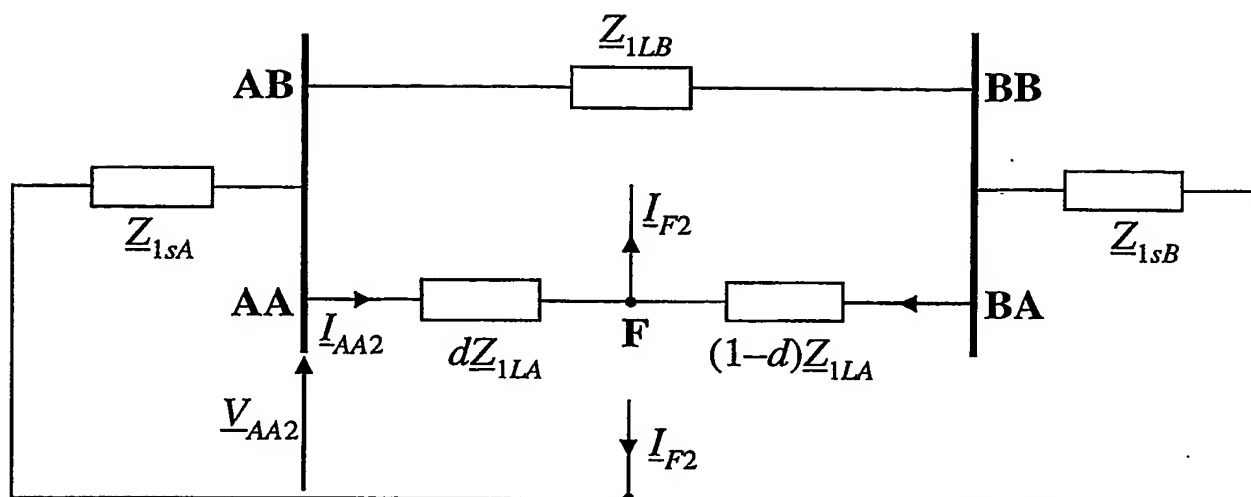 Z1LB
AB
BB
Z1sA
IF2
Z1sB
AA
IAA2
dZ1LA
F
(1–d)Z1LA
BA
VAA2
IF2